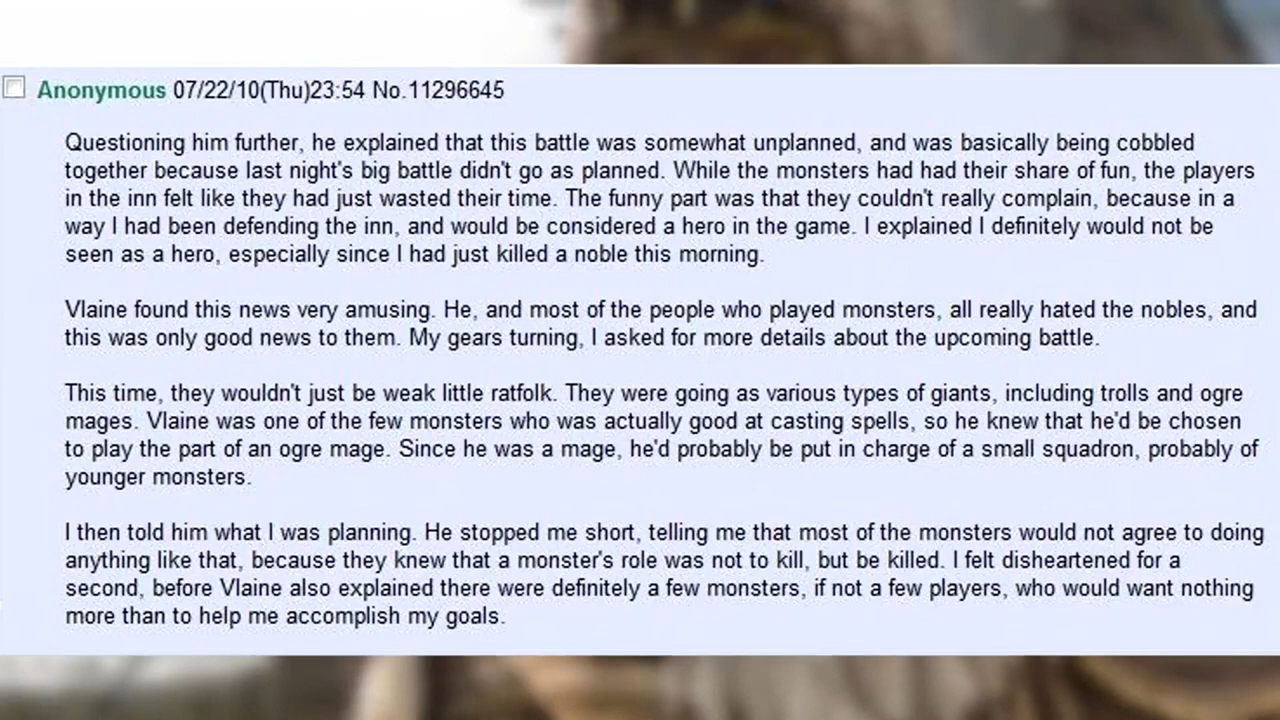 Anonymous 07/22/10(Thu)23:54 No.11296645
Questioning him further, he explained that this battle was somewhat unplanned, and was basically being cobbled
together because last night's big battle didn't go as planned. While the monsters had had their share of fun, the players
in the inn felt like they had just wasted their time. The funny part was that they couldn't really complain, because in a
way I had been defending the inn, and would be considered a hero in the game. I explained I definitely would not be
seen as a hero, especially since I had just killed a noble this morning.
Vlaine found this news very amusing. He, and most of the people who played monsters, all really hated the nobles, and
this was only good news to them. My gears turning, I asked for more details about the upcoming battle.
This time, they wouldn't just be weak little ratfolk. They were going as various types of giants, including trolls and ogre
mages. Vlaine was one of the few monsters who was actually good at casting spells, so he knew that he'd be chosen
to play the part of an ogre mage. Since he was a mage, he'd probably be put in charge of a small squadron, probably of
younger monsters.
I then told him what I was planning. He stopped me short, telling me that most of the monsters would not agree to doing
anything like that, because they knew that a monster's role was not to kill, but be killed. I felt disheartened for a
second, before Vlaine also explained there were definitely a few monsters, if not a few players, who would want nothing
more than to help me accomplish my goals.